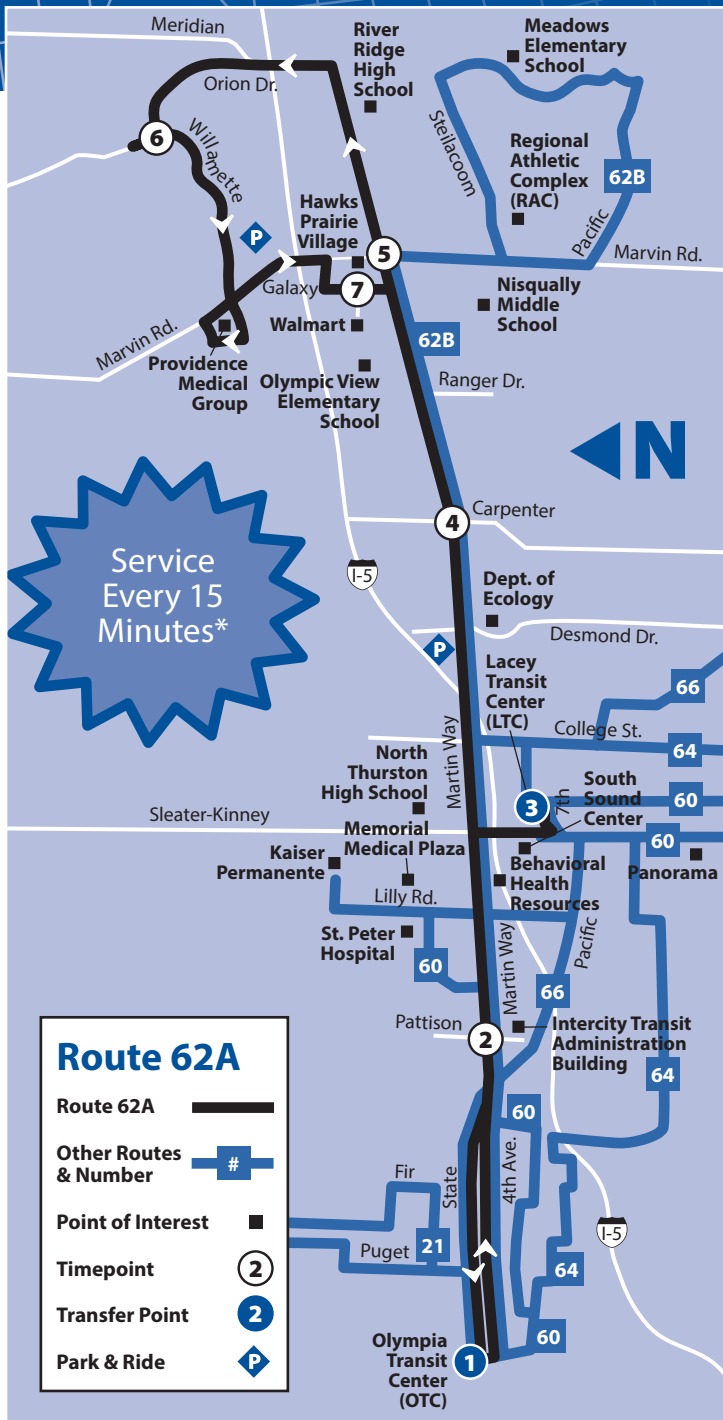 Meridian
River
Ridge
High
School
Meadows
Elementary
School
Orion Dr.
Steilacoom
6
Willamette
Regional
Athletic
Complex
(RAC)
62B
Hawks
Prairie
Village
P
Pacific
5
Marvin Rd.
Galaxy
7
Nisqually
Middle
School
Marvin Rd.
Walmart
62B
Providence
Medical
Group
Olympic View
Elementary
School
Ranger Dr.
N
4
Carpenter
Service
Every 15
Minutes*
I-5
Dept. of
Ecology
Desmond Dr.
P
Lacey
Transit
Center
(LTC)
66
Martin Way
College St.
64
North
Thurston
High School
South
Sound
Center
3
7th
60
Sleater-Kinney
60
Memorial
Medical Plaza
Kaiser
Permanente
Behavioral
Health
Resources
Panorama
Lilly Rd.
St. Peter
Hospital
Martin Way
Pacific
60
66
Pattison
2
Intercity Transit
Administration
Building
64
Route 62A
Route 62A
Other Routes
& Number
#
Point of Interest
Timepoint
2
Transfer Point
2
Park & Ride
P
60
State
4th Ave.
Fir
21
Puget
I-5
64
60
Olympia
Transit
Center
(OTC)
1